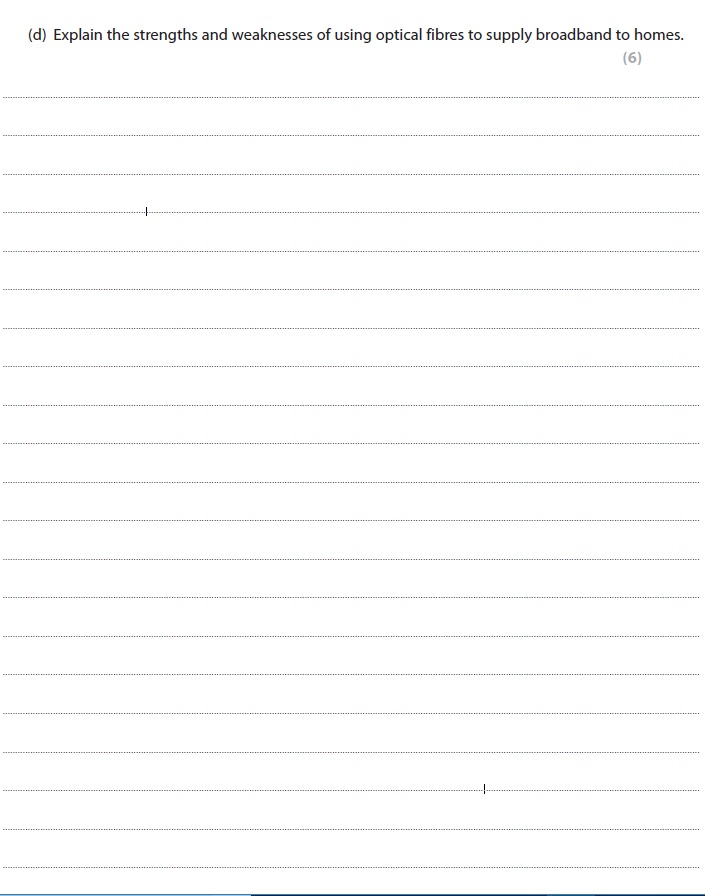 (d) Explain the strengths and weaknesses of using optical fibres to supply broadband to homes.
(6)